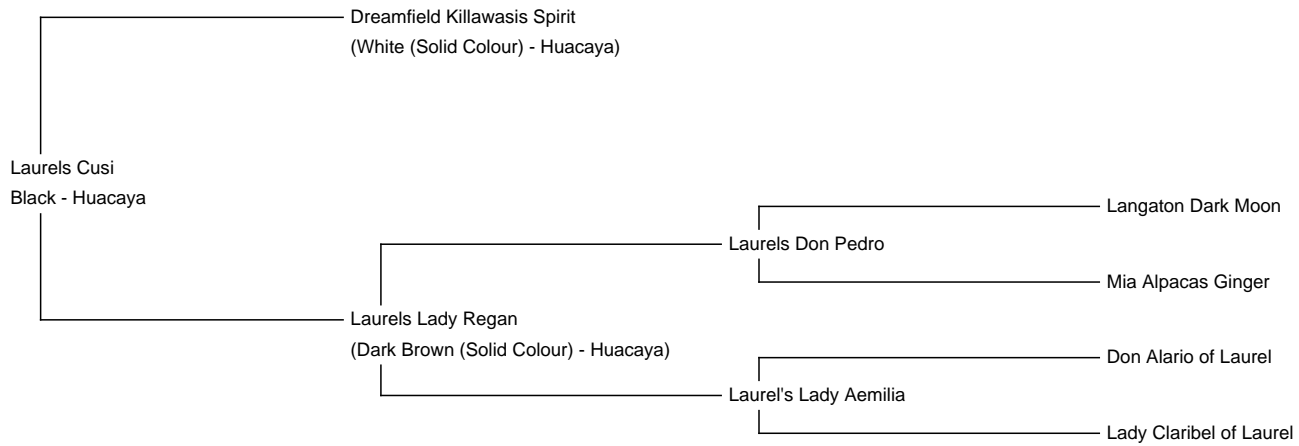 Dreamfield Killawasis Spirit
(White (Solid Colour) - Huacaya)
Laurels Cusi
Black - Huacaya
Langaton Dark Moon
Laurels Don Pedro
Mia Alpacas Ginger
Laurels Lady Regan
(Dark Brown (Solid Colour) - Huacaya)
Don Alario of Laurel
Laurel's Lady Aemilia
Lady Claribel of Laurel